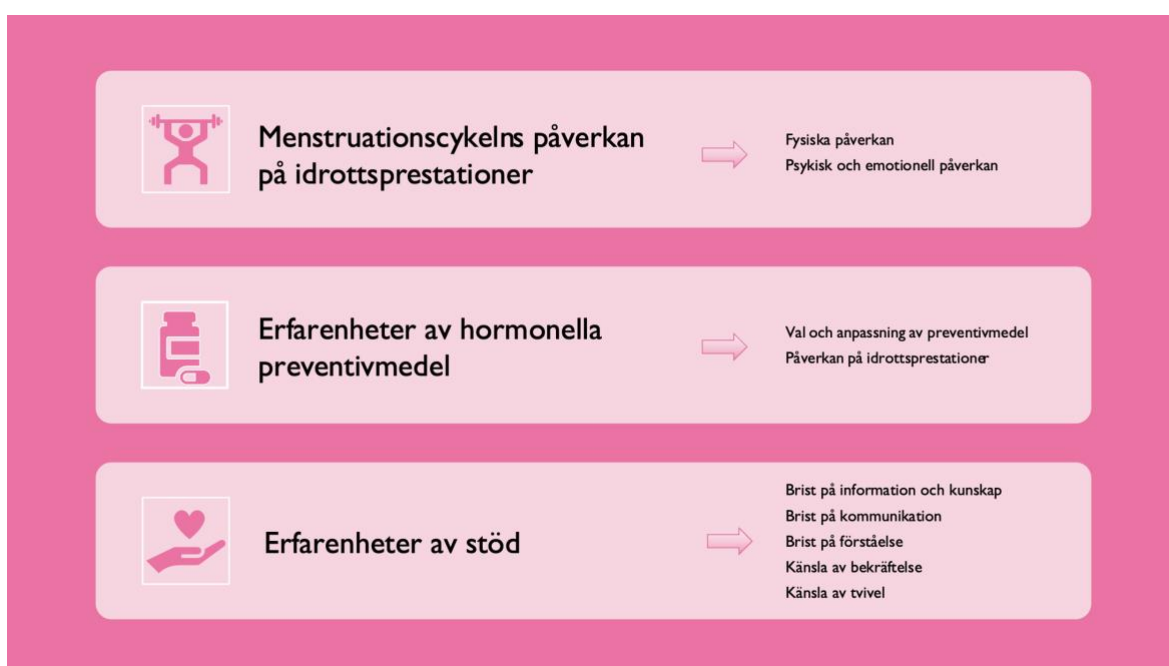 Menstruationscykelns påverkan
på idrottsprestationer
Fysiska påverkan
Psykisk och emotionell påverkan
Erfarenheter av hormonella
preventivmedel
Val och anpassning av preventivmedel
Påverkan på idrottsprestationer
Erfarenheter av stöd
Brist på information och kunskap
Brist på kommunikation
Brist på förståelse
Känsla av bekräftelse
Känsla av tvivel